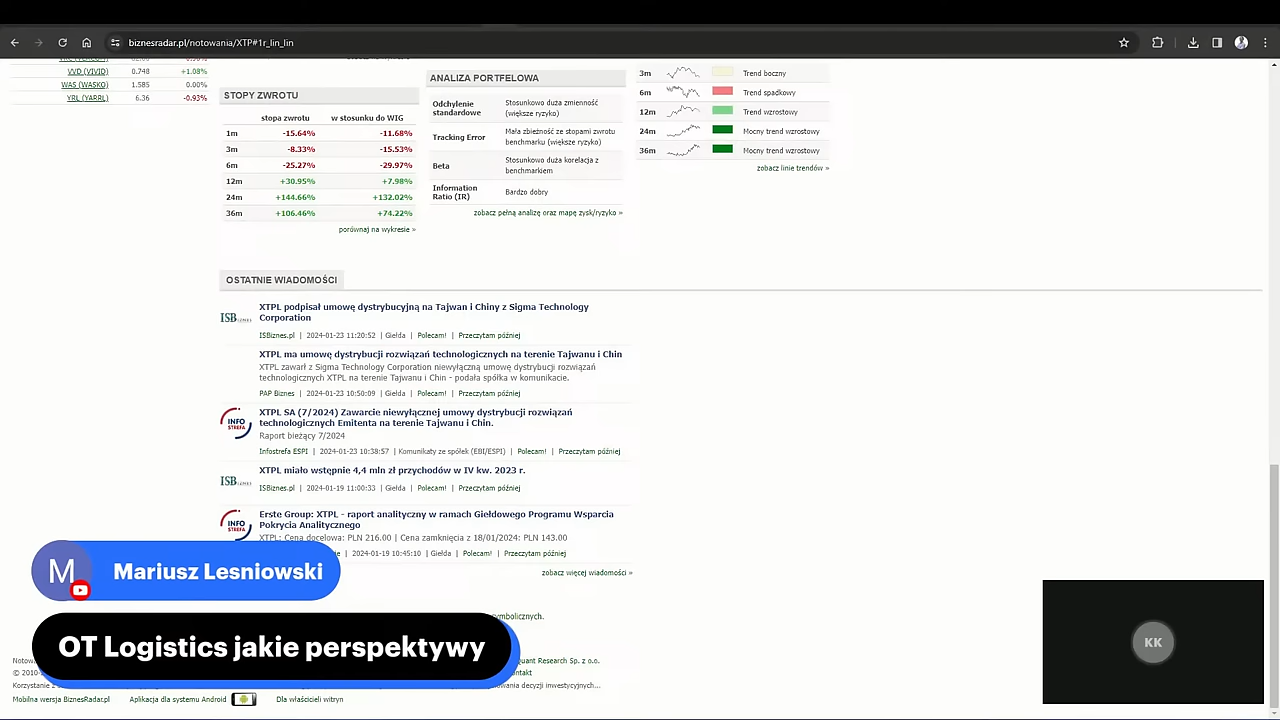 biznesradar.pl/notowania/XTP#1r_lin_lin
VVD (VIVID) 0.748 +1.08%
WAS (WASKO) 1.585 0.00%
YRL (YARRL) 6.36 -0.93%
STOPY ZWROTU
stopa zwrotu w stosunku do WIG
1m -15.64% -11.68%
3m -8.33% -15.53%
6m -25.27% -29.97%
12m +30.95% +7.98%
24m +144.66% +132.02%
36m +106.46% +74.22%
porównaj na wykresie »
ANALIZA PORTFELOWA
Odchylenie standardowe Stosunkowo duża zmienność (większe ryzyko)
Tracking Error Mała zbieżność ze stopami zwrotu benchmarku (większe ryzyko)
Beta Stosunkowo duża korelacja z benchmarkiem
Information Ratio (IR) Bardzo dobry
zobacz pełną analizę oraz mapę zysk/ryzyko »
3m Trend boczny
6m Trend spadkowy
12m Trend wzrostowy
24m Mocny trend wzrostowy
36m Mocny trend wzrostowy
zobacz linie trendów »
OSTATNIE WIADOMOŚCI
XTPL podpisał umowę dystrybucyjną na Tajwan i Chiny z Sigma Technology
Corporation
ISBiznes.pl | 2024-01-23 11:20:52 | Giełda | Polecam! | Przeczytam później
XTPL ma umowę dystrybucji rozwiązań technologicznych na terenie Tajwanu i Chin
XTPL zawarł z Sigma Technology Corporation niewyłączną umowę dystrybucji rozwiązań
technologicznych XTPL na terenie Tajwanu i Chin - podała spółka w komunikacie.
PAP Biznes | 2024-01-23 10:50:09 | Giełda | Polecam! | Przeczytam później
INFO
STREFA
XTPL SA (7/2024) Zawarcie niewyłącznej umowy dystrybucji rozwiązań
technologicznych Emitenta na terenie Tajwanu i Chin.
Raport bieżący 7/2024
Infostrefa ESPI | 2024-01-23 10:38:57 | Komunikaty ze spółek (EBI/ESPI) | Polecam! | Przeczytam później
XTPL miało wstępnie 4,4 mln zł przychodów w IV kw. 2023 r.
ISBiznes.pl | 2024-01-19 11:00:33 | Giełda | Polecam! | Przeczytam później
INFO
STREFA
Erste Group: XTPL - raport analityczny w ramach Giełdowego Programu Wsparcia
Pokrycia Analitycznego
XTPL: Cena docelowa: PLN 216.00 | Cena zamknięcia z 18/01/2024: PLN 143.00
| 2024-01-19 10:45:10 | Giełda | Polecam! | Przeczytam później
zobacz więcej wiadomości »
M
Mariusz Lesniowski
OT Logistics jakie perspektywy
KK
Quant Research Sp. z o.o.
© 2010-
Korzystanie z
decyzji inwestycyjnych...
Mobilna wersja BiznesRadar.pl Aplikacja dla systemu Android Dla właścicieli witryn